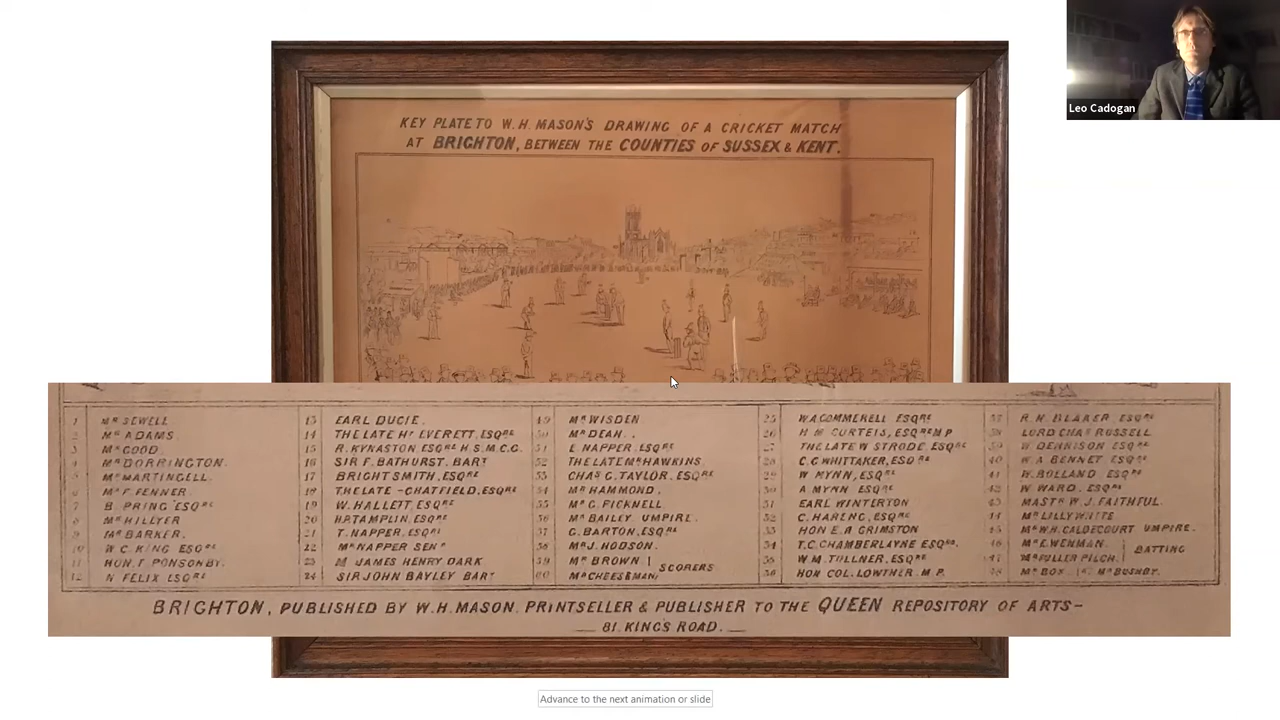 Leo Cadogan
KEY PLATE TO W.H. MASON'S DRAWING OF A CRICKET MATCH
AT BRIGHTON, BETWEEN THE COUNTIES OF SUSSEX & KENT.
1 MR SEWELL
2 MR ADAMS
3 MR GOOD
4 MR DORRINGTON.
5 MR MARTINGELL.
6 MR F. FENNER
7 B. PRING ESQRE
8 MR HILLYER
9 MR BARKER.
10 W.C. KING ESQRE
11 HON. F. PONSONBY.
12 N FELIX ESQRE
13 EARL DUCIE.
14 THE LATE HY EVERETT, ESQRE
15 R. KYNASTON, ESQRE H.S.M.C.C.
16 SIR F. BATHURST. BART
17 BRIGHT SMITH, ESQRE
18 THE LATE - CHATFIELD, ESQRE
19 W. HALLETT, ESQRE
20 H.P. TAMPLIN, ESQRE
21 T. NAPPER, ESQRE
22 MR NAPPER SENR
23 M JAMES HENRY DARK
24 SIR JOHN BAYLEY BART
49 MR WISDEN
50 MR DEAN.
51 E NAPPER, ESQRE
52 THE LATE MR HAWKINS.
53 CHAS G. TAYLOR. ESQRE
54 MR HAMMOND.
55 MR G. PICKNELL
56 MR BAILEY UMPIRE.
57 G. BARTON, ESQRE
58 MR J. HODSON.
59 MR BROWN
60 MR CHEESMAN
SCORERS
25 W.A. COMMERELL ESQRE
26 H M CURTEIS, ESQRE M P
27 THE LATE W STRODE, ESQRE
28 C.G WHITTAKER, ESQRE
29 W MYNN, ESQRE
30 A MYNN ESQRE
31 EARL WINTERTON
32 C. HARENC, ESQRE
33 HON E. H GRIMSTON
34 T.C. CHAMBERLAYNE ESQRE.
35 W M. TOLLNER, ESQRE
36 HON COL. LOWTHER. M.P.
37 R. H. BLAKER ESQRE
38 LORD CHAS RUSSELL.
39 W DENNISON ESQRE
40 W.A BENNET ESQRE
41 W. BOLLAND ESQRE
42 W. WARD. ESQRE
43 MASTR W. J. FAITHFUL.
44 MR LILLYWHITE
45 MR W.H. CALDECOURT UMPIRE.
46 MR E. WENMAN.
47 MR FULLER PILCH.
BATTING
48 MR BOX MR BUSHBY.
BRIGHTON, PUBLISHED BY W.H. MASON. PRINTSELLER & PUBLISHER TO THE QUEEN REPOSITORY OF ARTS-
81. KING'S ROAD.
Advance to the next animation or slide